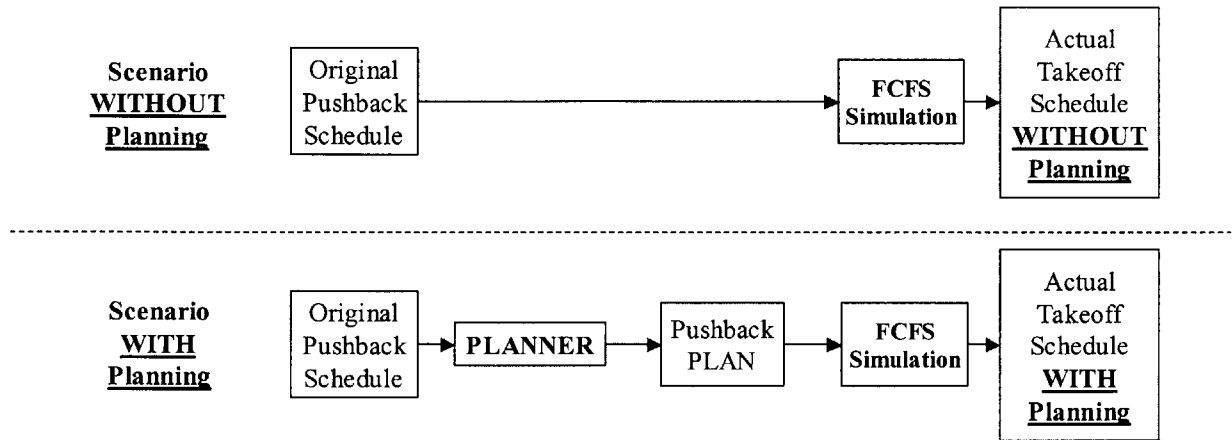 Scenario
WITHOUT
Planning
Original
Pushback
Schedule
FCFS
Simulation
Actual
Takeoff
Schedule
WITHOUT
Planning
Scenario
WITH
Planning
Original
Pushback
Schedule
PLANNER
Pushback
PLAN
FCFS
Simulation
Actual
Takeoff
Schedule
WITH
Planning